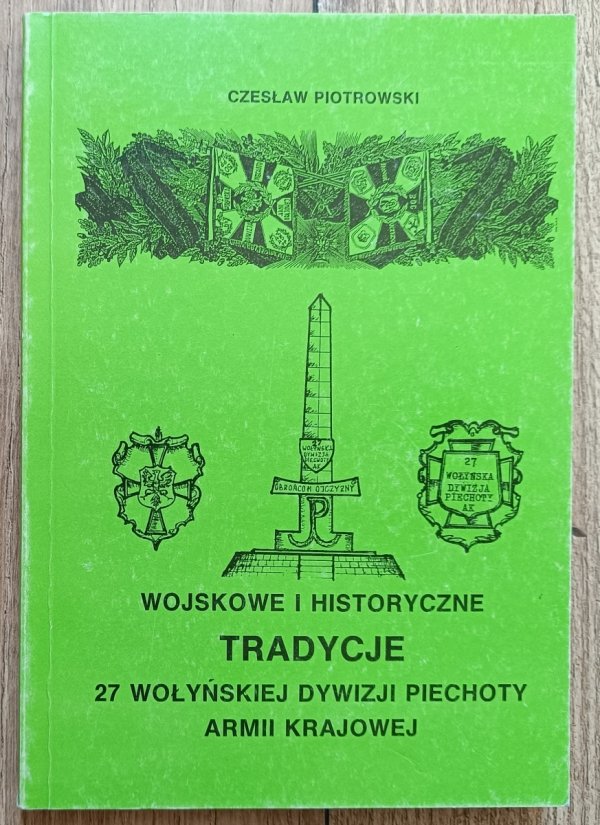 CZESŁAW PIOTROWSKI
27
WOŁYŃSKA
DYWIZJA
PIECHOTY
AK
OBROŃCOM OJCZYZNY
27
WOŁYŃSKA
DYWIZJA
PIECHOTY
AK
WOJSKOWE I HISTORYCZNE
TRADYCJE
27 WOŁYŃSKIEJ DYWIZJI PIECHOTY
ARMII KRAJOWEJ